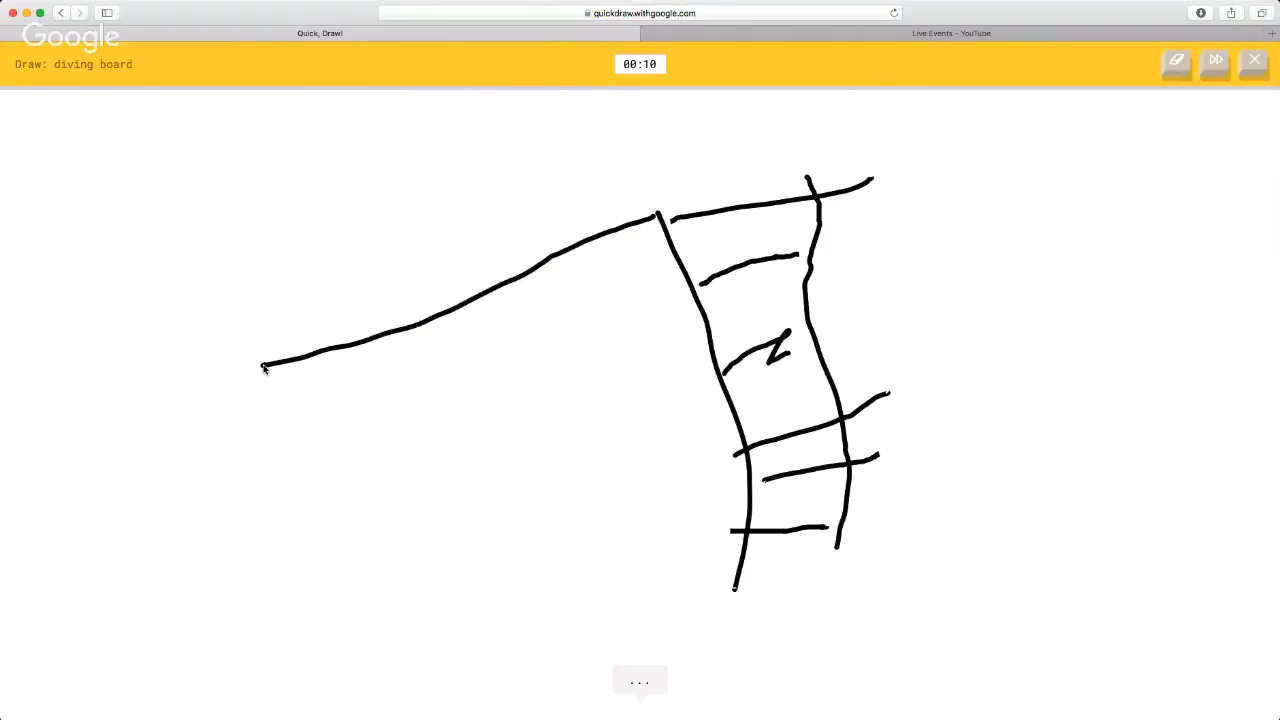 quickdraw.withgoogle.com
Google
Quick, Draw!
Live Events - YouTube
Draw: diving board
00:10
...